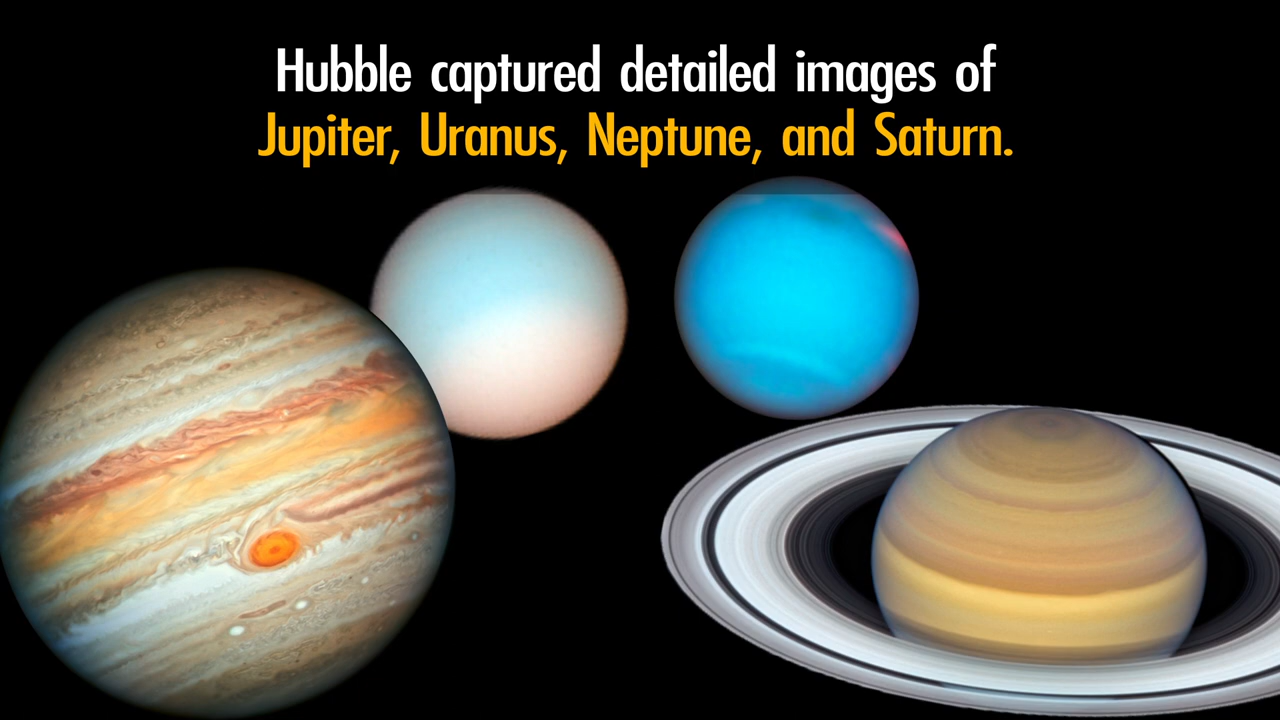 Hubble captured detailed images of
Jupiter, Uranus, Neptune, and Saturn.